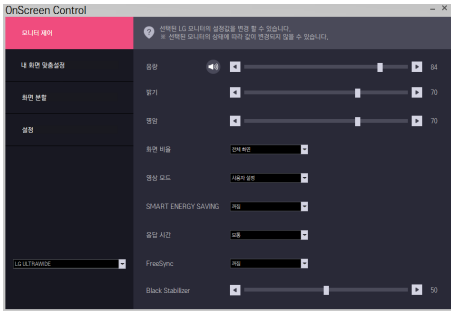 OnScreen Control
모니터 제어
선택된 LG 모니터의 설정값을 변경 할 수 있습니다.
※ 선택된 모니터의 상태에 따라 값이 변경되지 않을 수 있습니다.
내 화면 맞춤설정
화면 분할
설정
음량 84
밝기 70
명암 70
화면 비율 전체 화면
영상 모드 사용자 설정
SMART ENERGY SAVING 꺼짐
응답 시간 보통
FreeSync 꺼짐
LG ULTRAWIDE
Black Stabilizer 50